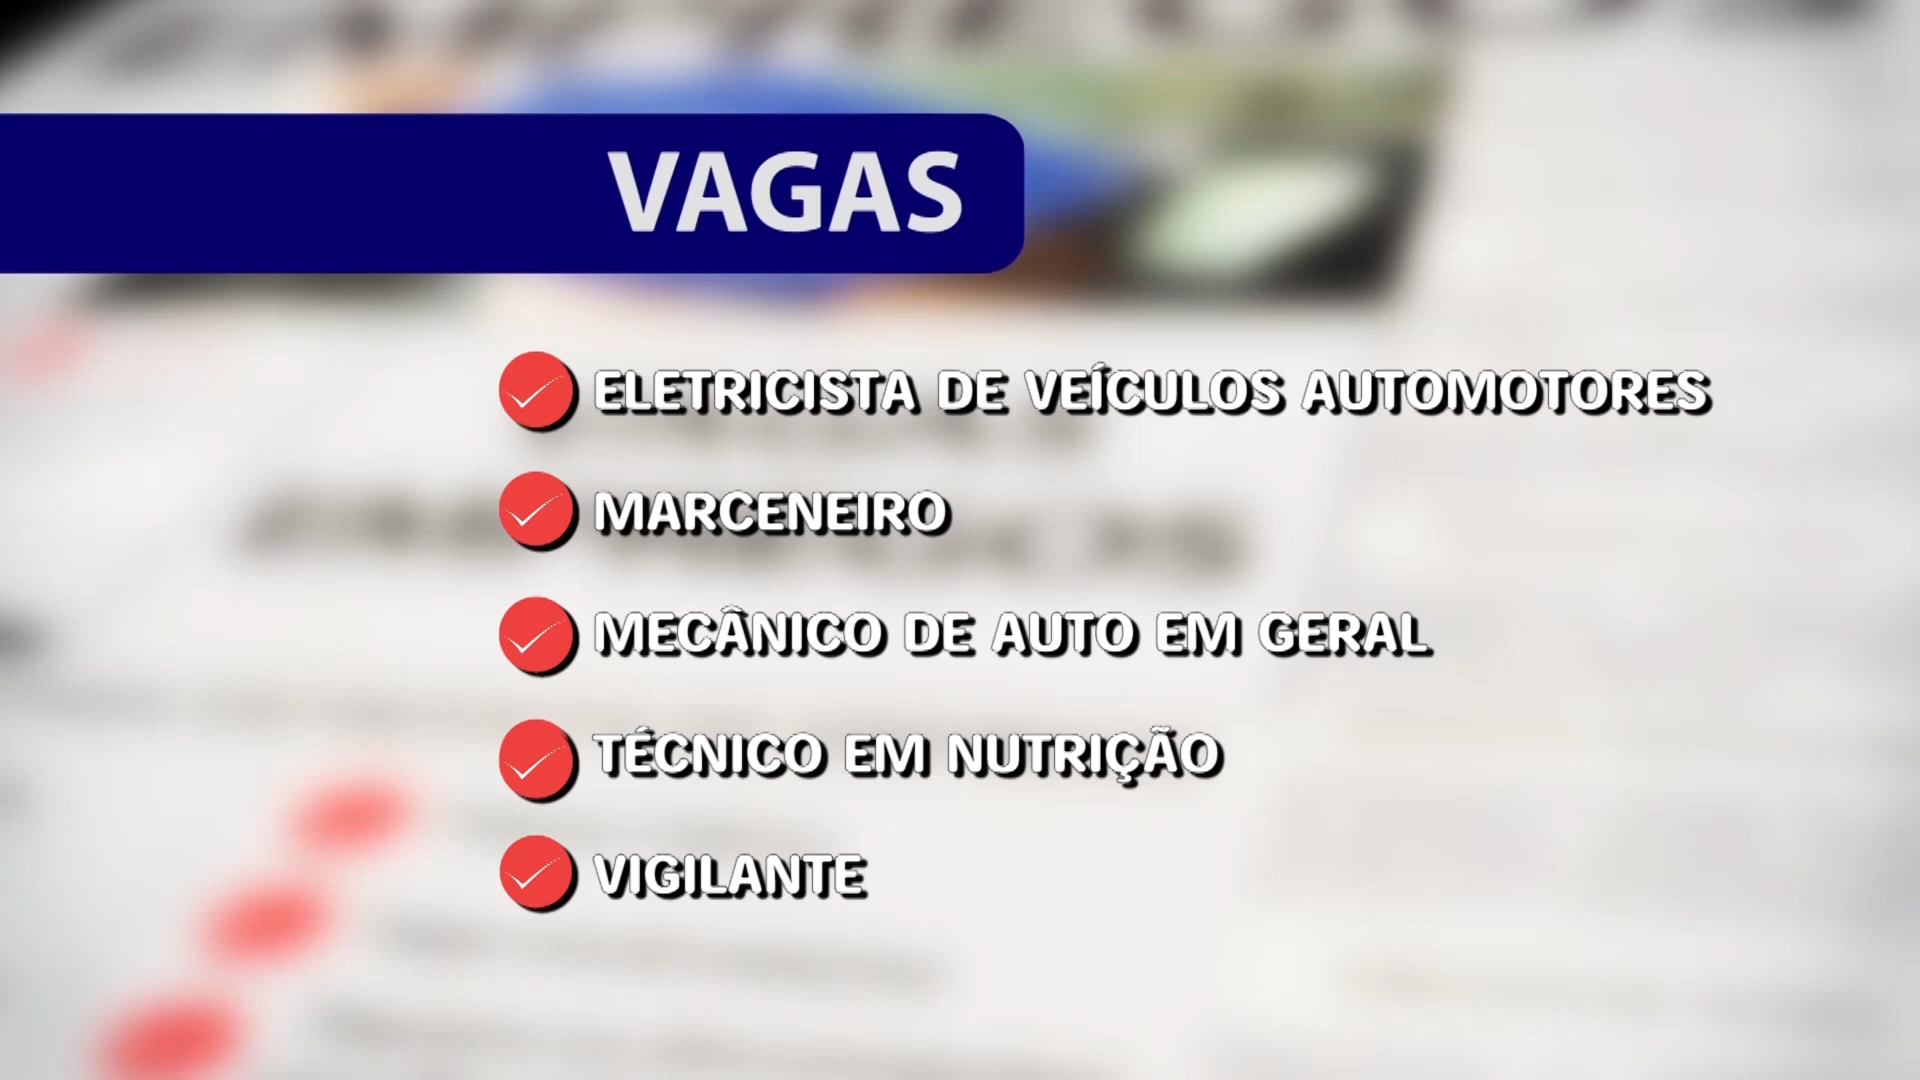 VAGAS
ELETRICISTA DE VEÍCULOS AUTOMOTORES
MARCENEIRO
MECÂNICO DE AUTO EM GERAL
TÉCNICO EM NUTRIÇÃO
VIGILANTE